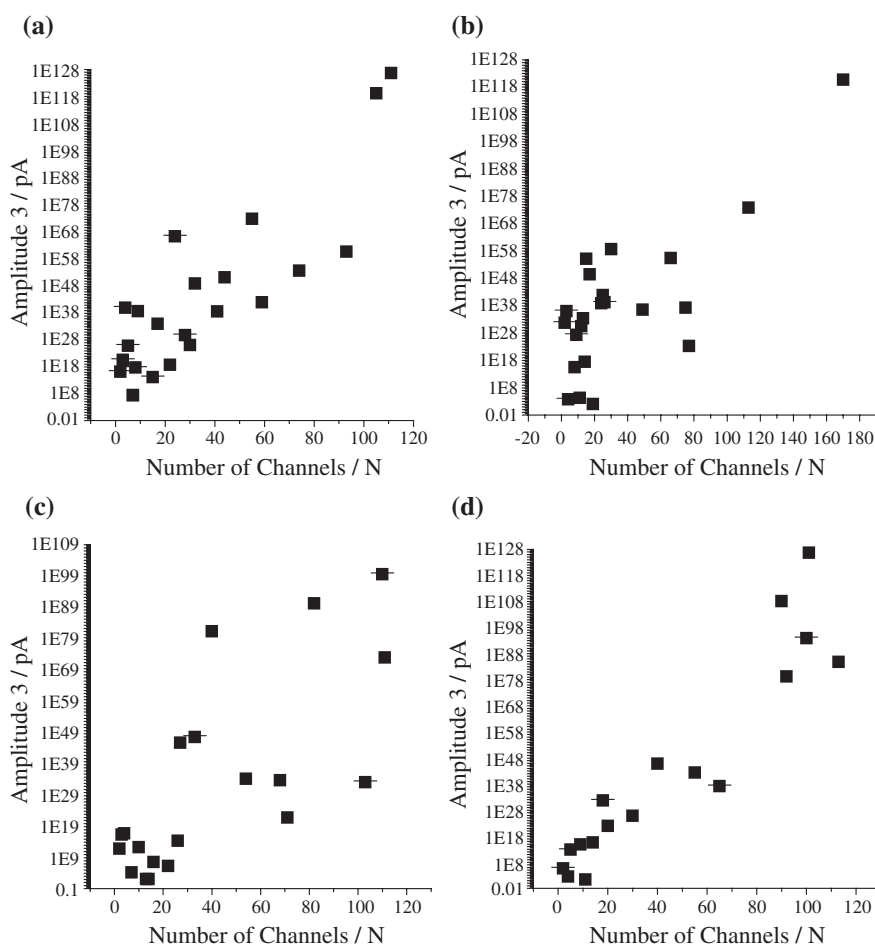 (a)
1E128
1E118
1E108
1E98
1E88
1E78
1E68
1E58
1E48
1E38
1E28
1E18
1E8
0.01
Amplitude 3 / pA
0 20 40 60 80 100 120
Number of Channels / N
(b)
1E128
1E118
1E108
1E98
1E88
1E78
1E68
1E58
1E48
1E38
1E28
1E18
1E8
0.01
Amplitude 3 / pA
-20 0 20 40 60 80 100 120 140 160 180
Number of Channels / N
(c)
1E109
1E99
1E89
1E79
1E69
1E59
1E49
1E39
1E29
1E19
1E9
0.1
Amplitude 3 / pA
0 20 40 60 80 100 120
Number of Channels / N
(d)
1E128
1E118
1E108
1E98
1E88
1E78
1E68
1E58
1E48
1E38
1E28
1E18
1E8
0.01
Amplitude 3 / pA
0 20 40 60 80 100 120
Number of Channels / N